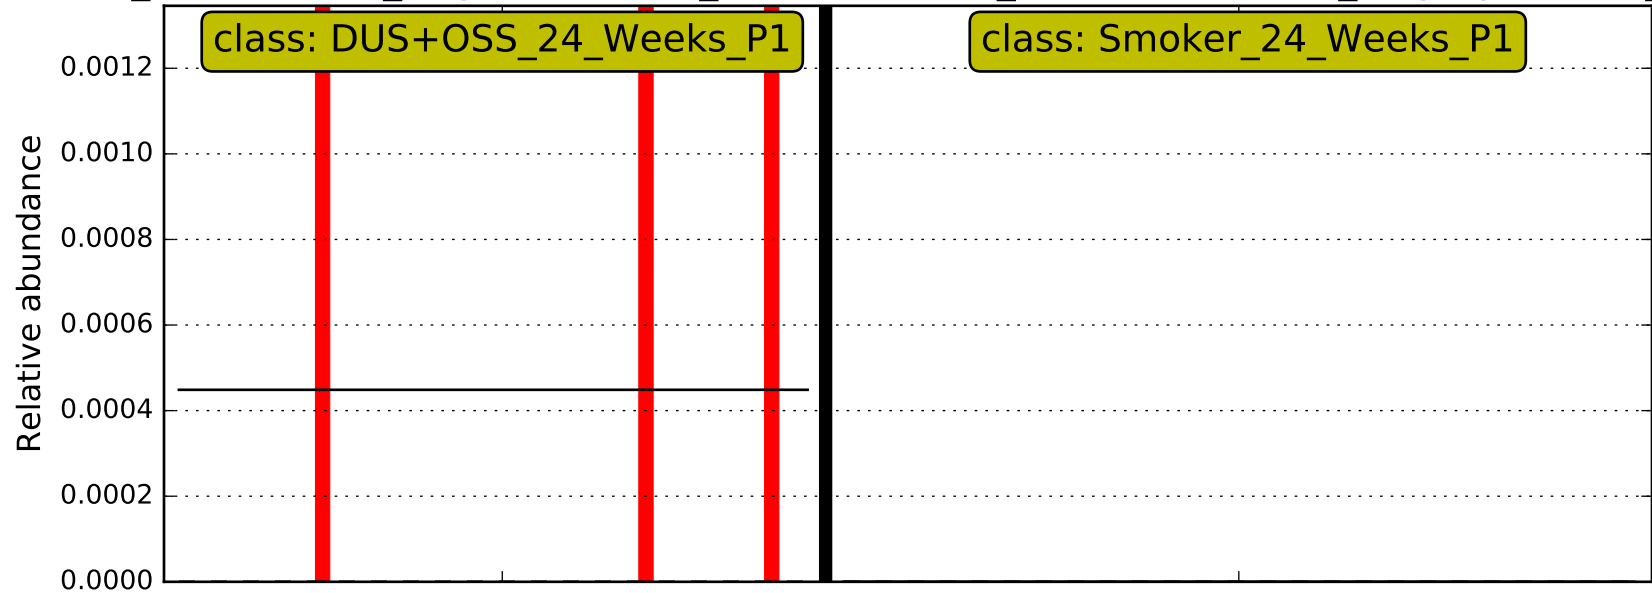 class: DUS+OSS_24_Weeks_P1
class: Smoker_24_Weeks_P1
Relative abundance
0.0012
0.0010
0.0008
0.0006
0.0004
0.0002
0.0000